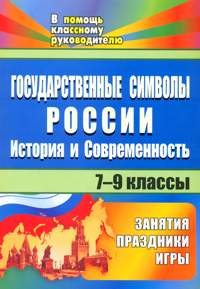 В помощь
классному
руководителю
ГОСУДАРСТВЕННЫЕ СИМВОЛЫ
РОССИИ
История и Современность
7–9 классы
ЗАНЯТИЯ
ПРАЗДНИКИ
ИГРЫ